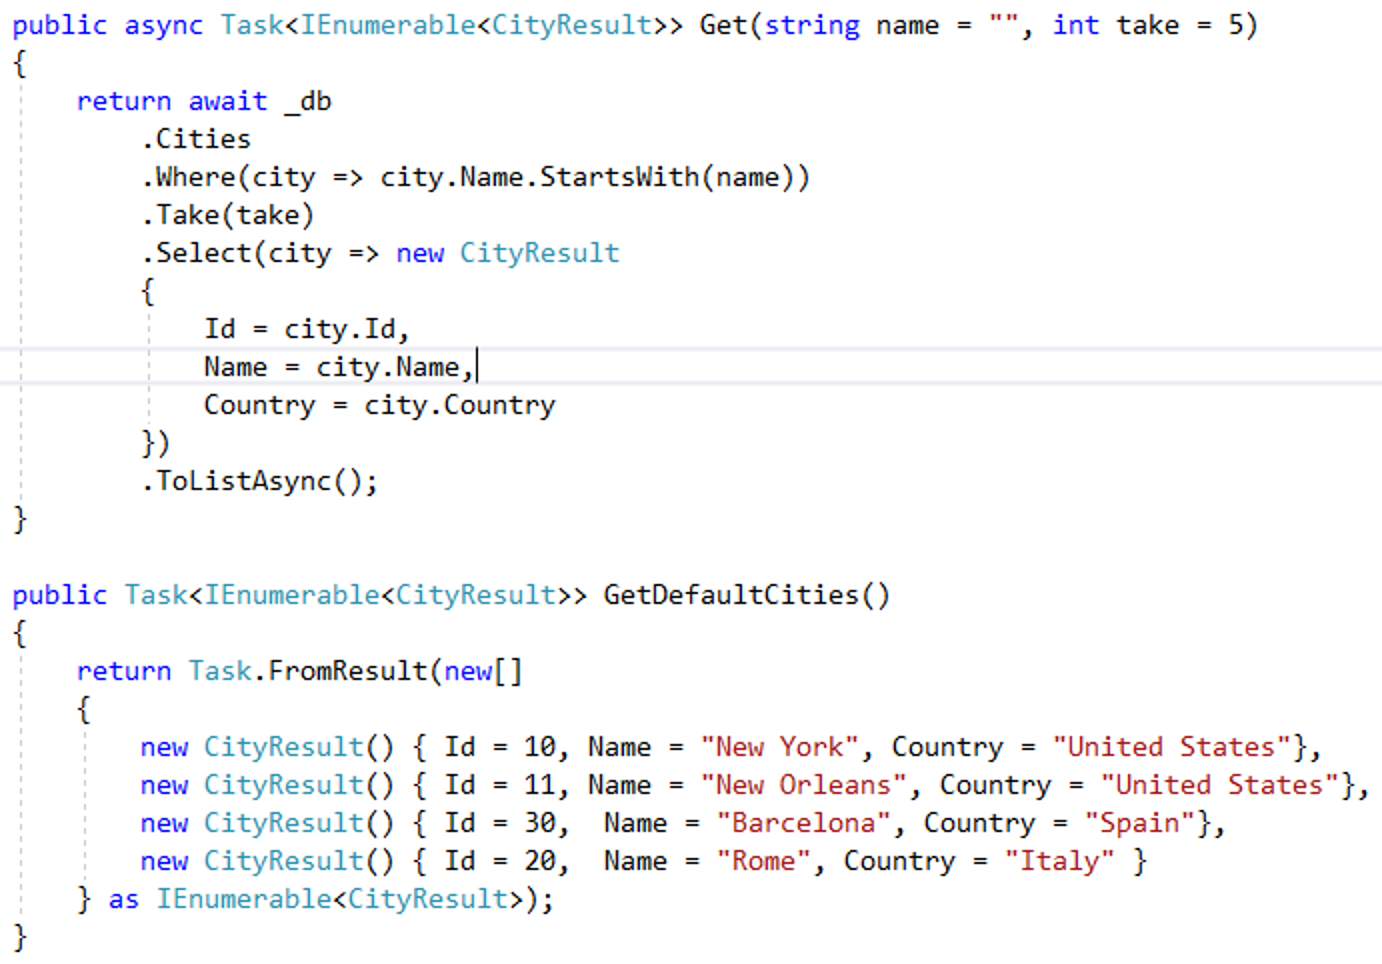 public async Task<IEnumerable<CityResult>> Get(string name = "", int take = 5)
{
    return await _db
        .Cities
        .Where(city => city.Name.StartsWith(name))
        .Take(take)
        .Select(city => new CityResult
        {
            Id = city.Id,
            Name = city.Name,
            Country = city.Country
        })
        .ToListAsync();
}

public Task<IEnumerable<CityResult>> GetDefaultCities()
{
    return Task.FromResult(new[]
    {
        new CityResult() { Id = 10, Name = "New York", Country = "United States"},
        new CityResult() { Id = 11, Name = "New Orleans", Country = "United States"},
        new CityResult() { Id = 30,  Name = "Barcelona", Country = "Spain"},
        new CityResult() { Id = 20,  Name = "Rome", Country = "Italy" }
    } as IEnumerable<CityResult>);
}